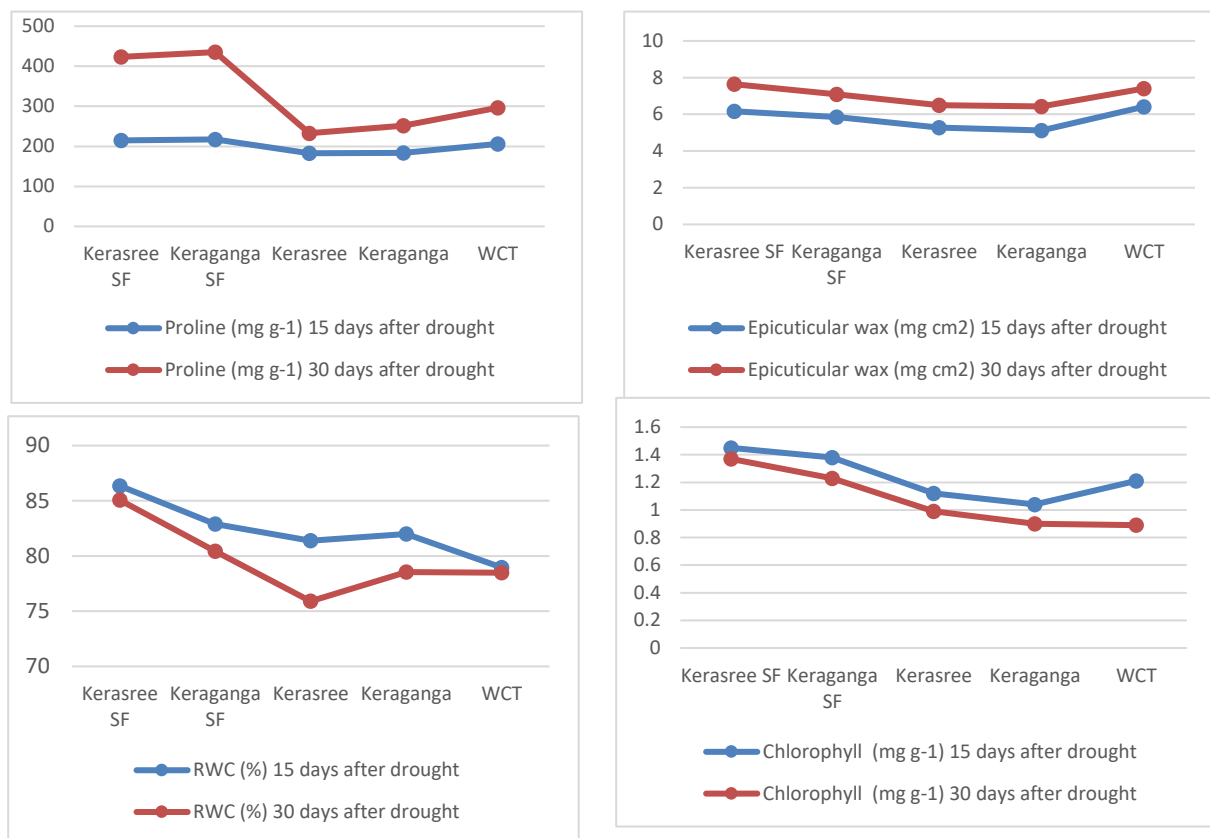 500
400
300
200
100
0
Kerasree SF
Keraganga SF
Kerasree
Keraganga
WCT
Proline (mg g-1) 15 days after drought
Proline (mg g-1) 30 days after drought
10
8
6
4
2
0
Kerasree SF
Keraganga SF
Kerasree
Keraganga
WCT
Epicuticular wax (mg cm2) 15 days after drought
Epicuticular wax (mg cm2) 30 days after drought
90
85
80
75
70
Kerasree SF
Keraganga SF
Kerasree
Keraganga
WCT
RWC (%) 15 days after drought
RWC (%) 30 days after drought
1.6
1.4
1.2
1
0.8
0.6
0.4
0.2
0
Kerasree SF
Keraganga SF
Kerasree
Keraganga
WCT
Chlorophyll (mg g-1) 15 days after drought
Chlorophyll (mg g-1) 30 days after drought